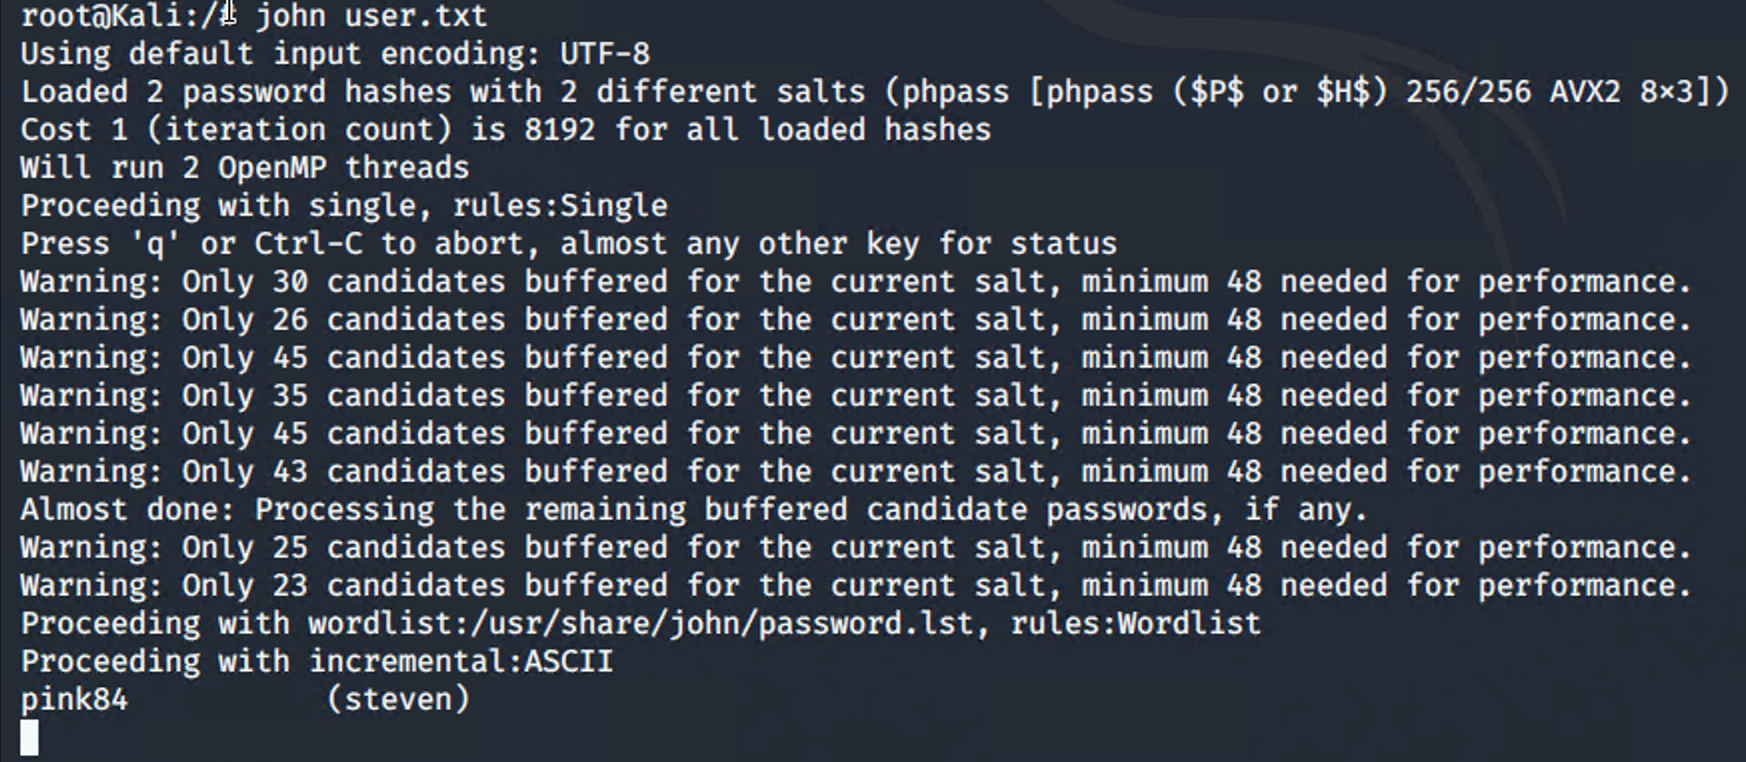 root@Kali:/# john user.txt
Using default input encoding: UTF-8
Loaded 2 password hashes with 2 different salts (phpass [phpass ($P$ or $H$) 256/256 AVX2 8×3])
Cost 1 (iteration count) is 8192 for all loaded hashes
Will run 2 OpenMP threads
Proceeding with single, rules:Single
Press 'q' or Ctrl-C to abort, almost any other key for status
Warning: Only 30 candidates buffered for the current salt, minimum 48 needed for performance.
Warning: Only 26 candidates buffered for the current salt, minimum 48 needed for performance.
Warning: Only 45 candidates buffered for the current salt, minimum 48 needed for performance.
Warning: Only 35 candidates buffered for the current salt, minimum 48 needed for performance.
Warning: Only 45 candidates buffered for the current salt, minimum 48 needed for performance.
Warning: Only 43 candidates buffered for the current salt, minimum 48 needed for performance.
Almost done: Processing the remaining buffered candidate passwords, if any.
Warning: Only 25 candidates buffered for the current salt, minimum 48 needed for performance.
Warning: Only 23 candidates buffered for the current salt, minimum 48 needed for performance.
Proceeding with wordlist:/usr/share/john/password.lst, rules:Wordlist
Proceeding with incremental:ASCII
pink84           (steven)